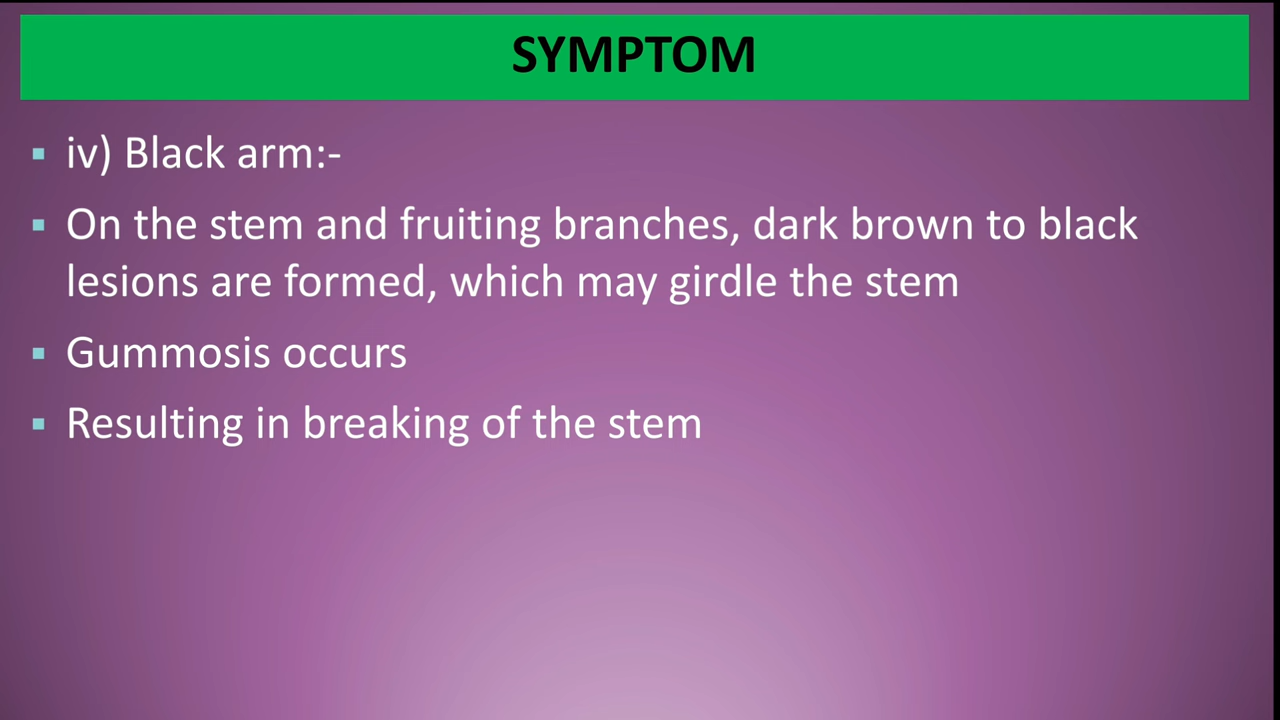 SYMPTOM
iv) Black arm:-
On the stem and fruiting branches, dark brown to black
lesions are formed, which may girdle the stem
Gummosis occurs
Resulting in breaking of the stem